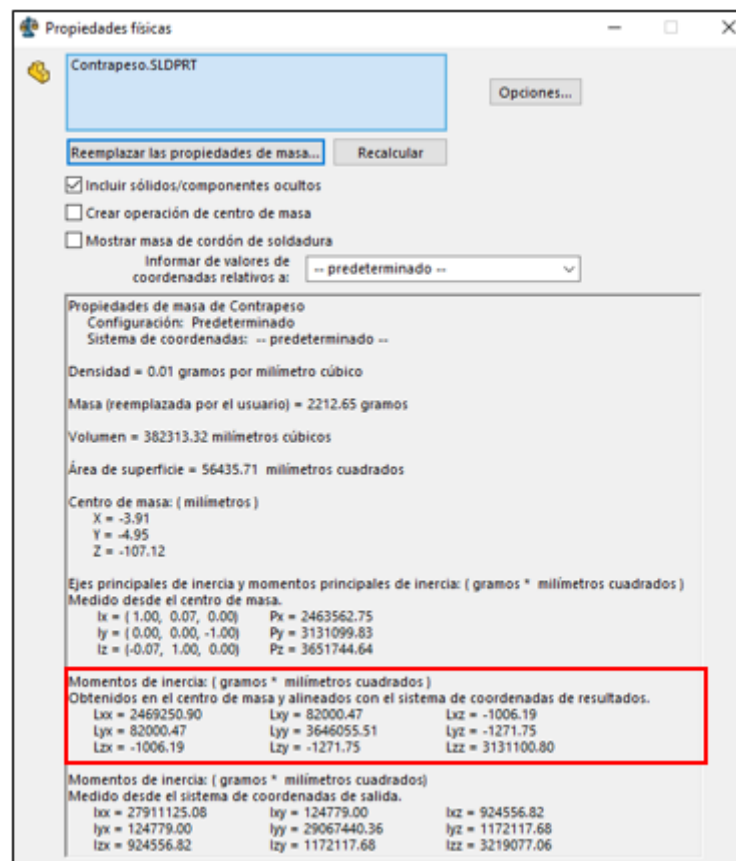 Propiedades físicas
Contrapeso.SLDPRT
Opciones...
Reemplazar las propiedades de masa... Recalcular
Incluir sólidos/componentes ocultos
Crear operación de centro de masa
Mostrar masa de cordón de soldadura
Informar de valores de
coordenadas relativos a: -- predeterminado --
Propiedades de masa de Contrapeso
Configuración: Predeterminado
Sistema de coordenadas: -- predeterminado --
Densidad = 0.01 gramos por milímetro cúbico
Masa (reemplazada por el usuario) = 2212.65 gramos
Volumen = 382313.32 milímetros cúbicos
Área de superficie = 56435.71 milímetros cuadrados
Centro de masa: ( milímetros )
X = -3.91
Y = -4.95
Z = -107.12
Ejes principales de inercia y momentos principales de inercia: ( gramos * milímetros cuadrados )
Medido desde el centro de masa.
Ix = ( 1.00, 0.07, 0.00) Px = 2463562.75
Iy = ( 0.00, 0.00, -1.00) Py = 3131099.83
Iz = (-0.07, 1.00, 0.00) Pz = 3651744.64
Momentos de inercia: ( gramos * milímetros cuadrados )
Obtenidos en el centro de masa y alineados con el sistema de coordenadas de resultados.
Lxx = 2469250.90 Lxy = 82000.47 Lxz = -1006.19
Lyx = 82000.47 Lyy = 3646055.51 Lyz = -1271.75
Lzx = -1006.19 Lzy = -1271.75 Lzz = 3131100.80
Momentos de inercia: ( gramos * milímetros cuadrados)
Medido desde el sistema de coordenadas de salida.
Ixx = 27911125.08 Ixy = 124779.00 Ixz = 924556.82
Iyx = 124779.00 Iyy = 29067440.36 Iyz = 1172117.68
Izx = 924556.82 Izy = 1172117.68 Izz = 3219077.06